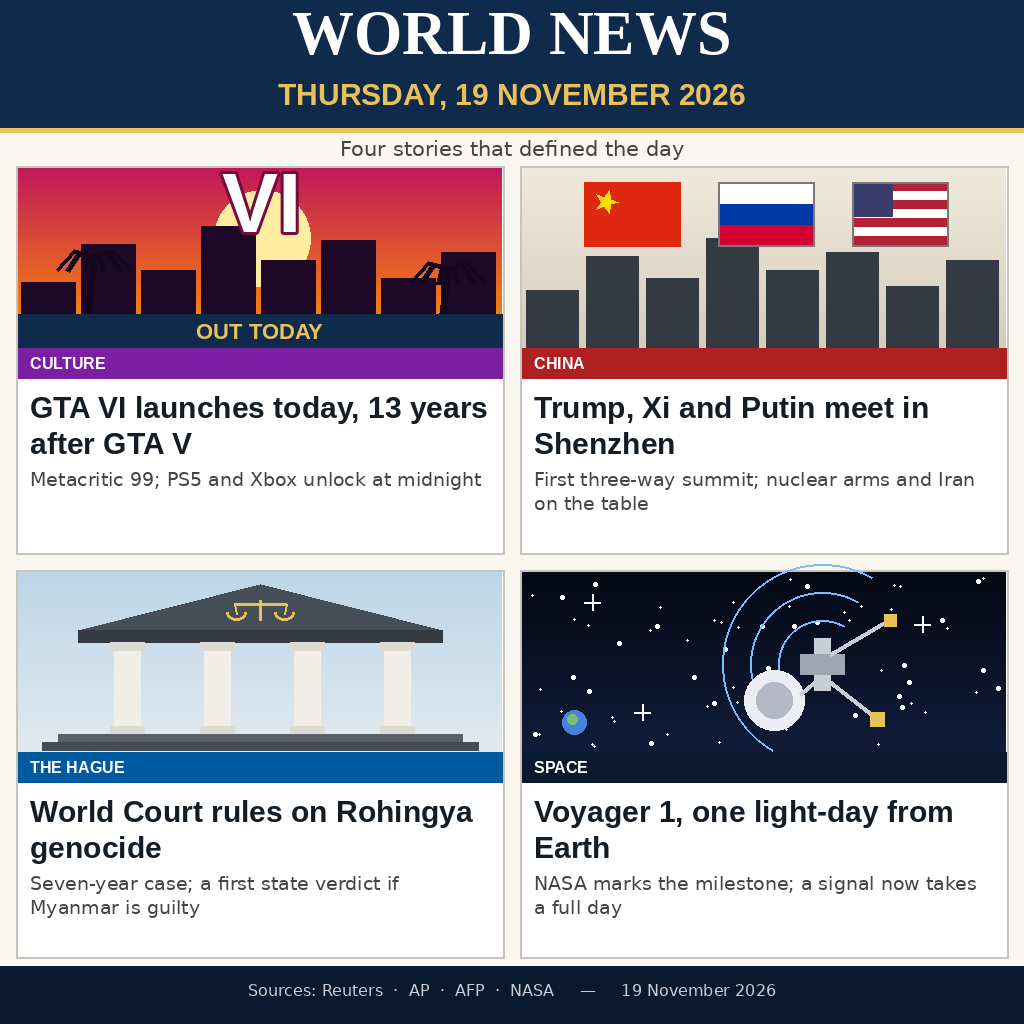 WORLD NEWS
THURSDAY, 19 NOVEMBER 2026
Four stories that defined the day
VI
OUT TODAY
CULTURE
GTA VI launches today, 13 years
after GTA V
Metacritic 99; PS5 and Xbox unlock at midnight
CHINA
Trump, Xi and Putin meet in
Shenzhen
First three-way summit; nuclear arms and Iran
on the table
THE HAGUE
World Court rules on Rohingya
genocide
Seven-year case; a first state verdict if
Myanmar is guilty
SPACE
Voyager 1, one light-day from
Earth
NASA marks the milestone; a signal now takes
a full day
Sources: Reuters · AP · AFP · NASA — 19 November 2026